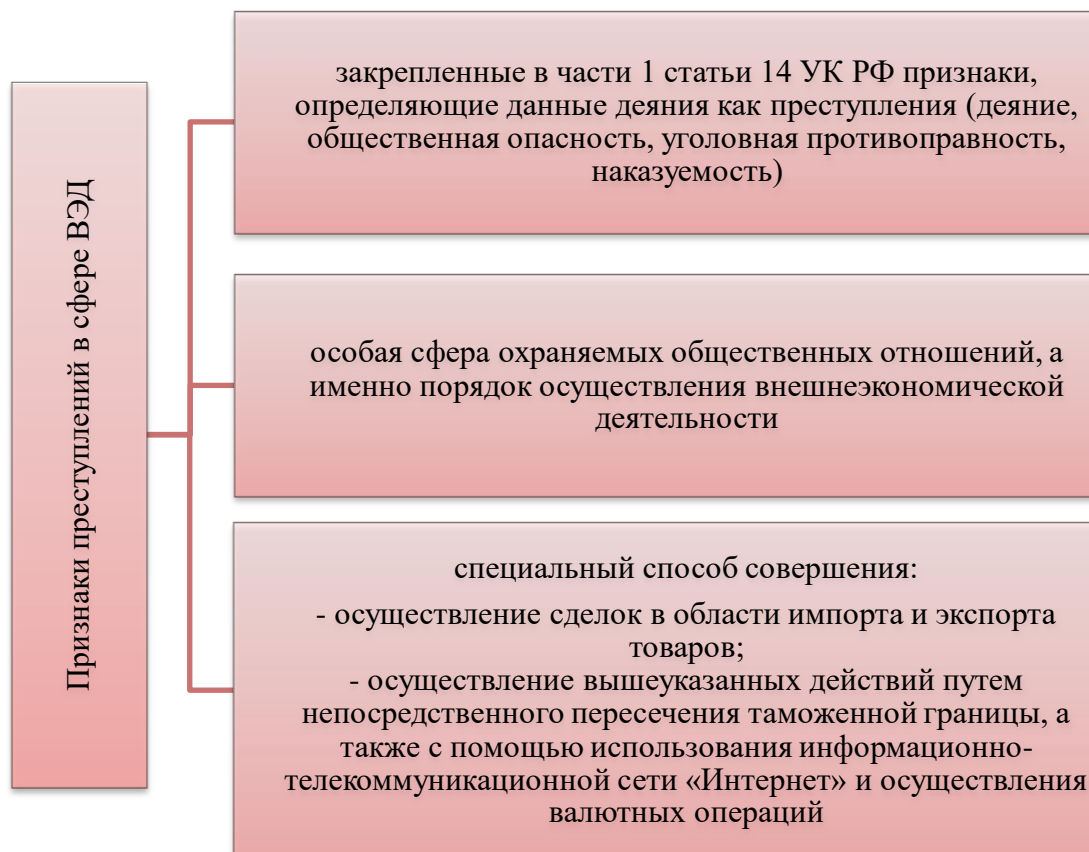 Признаки преступлений в сфере ВЭД
закрепленные в части 1 статьи 14 УК РФ признаки,
определяющие данные деяния как преступления (деяние,
общественная опасность, уголовная противоправность,
наказуемость)
особая сфера охраняемых общественных отношений, а
именно порядок осуществления внешнеэкономической
деятельности
специальный способ совершения:
- осуществление сделок в области импорта и экспорта
товаров;
- осуществление вышеуказанных действий путем
непосредственного пересечения таможенной границы, а
также с помощью использования информационно-
телекоммуникационной сети «Интернет» и осуществления
валютных операций